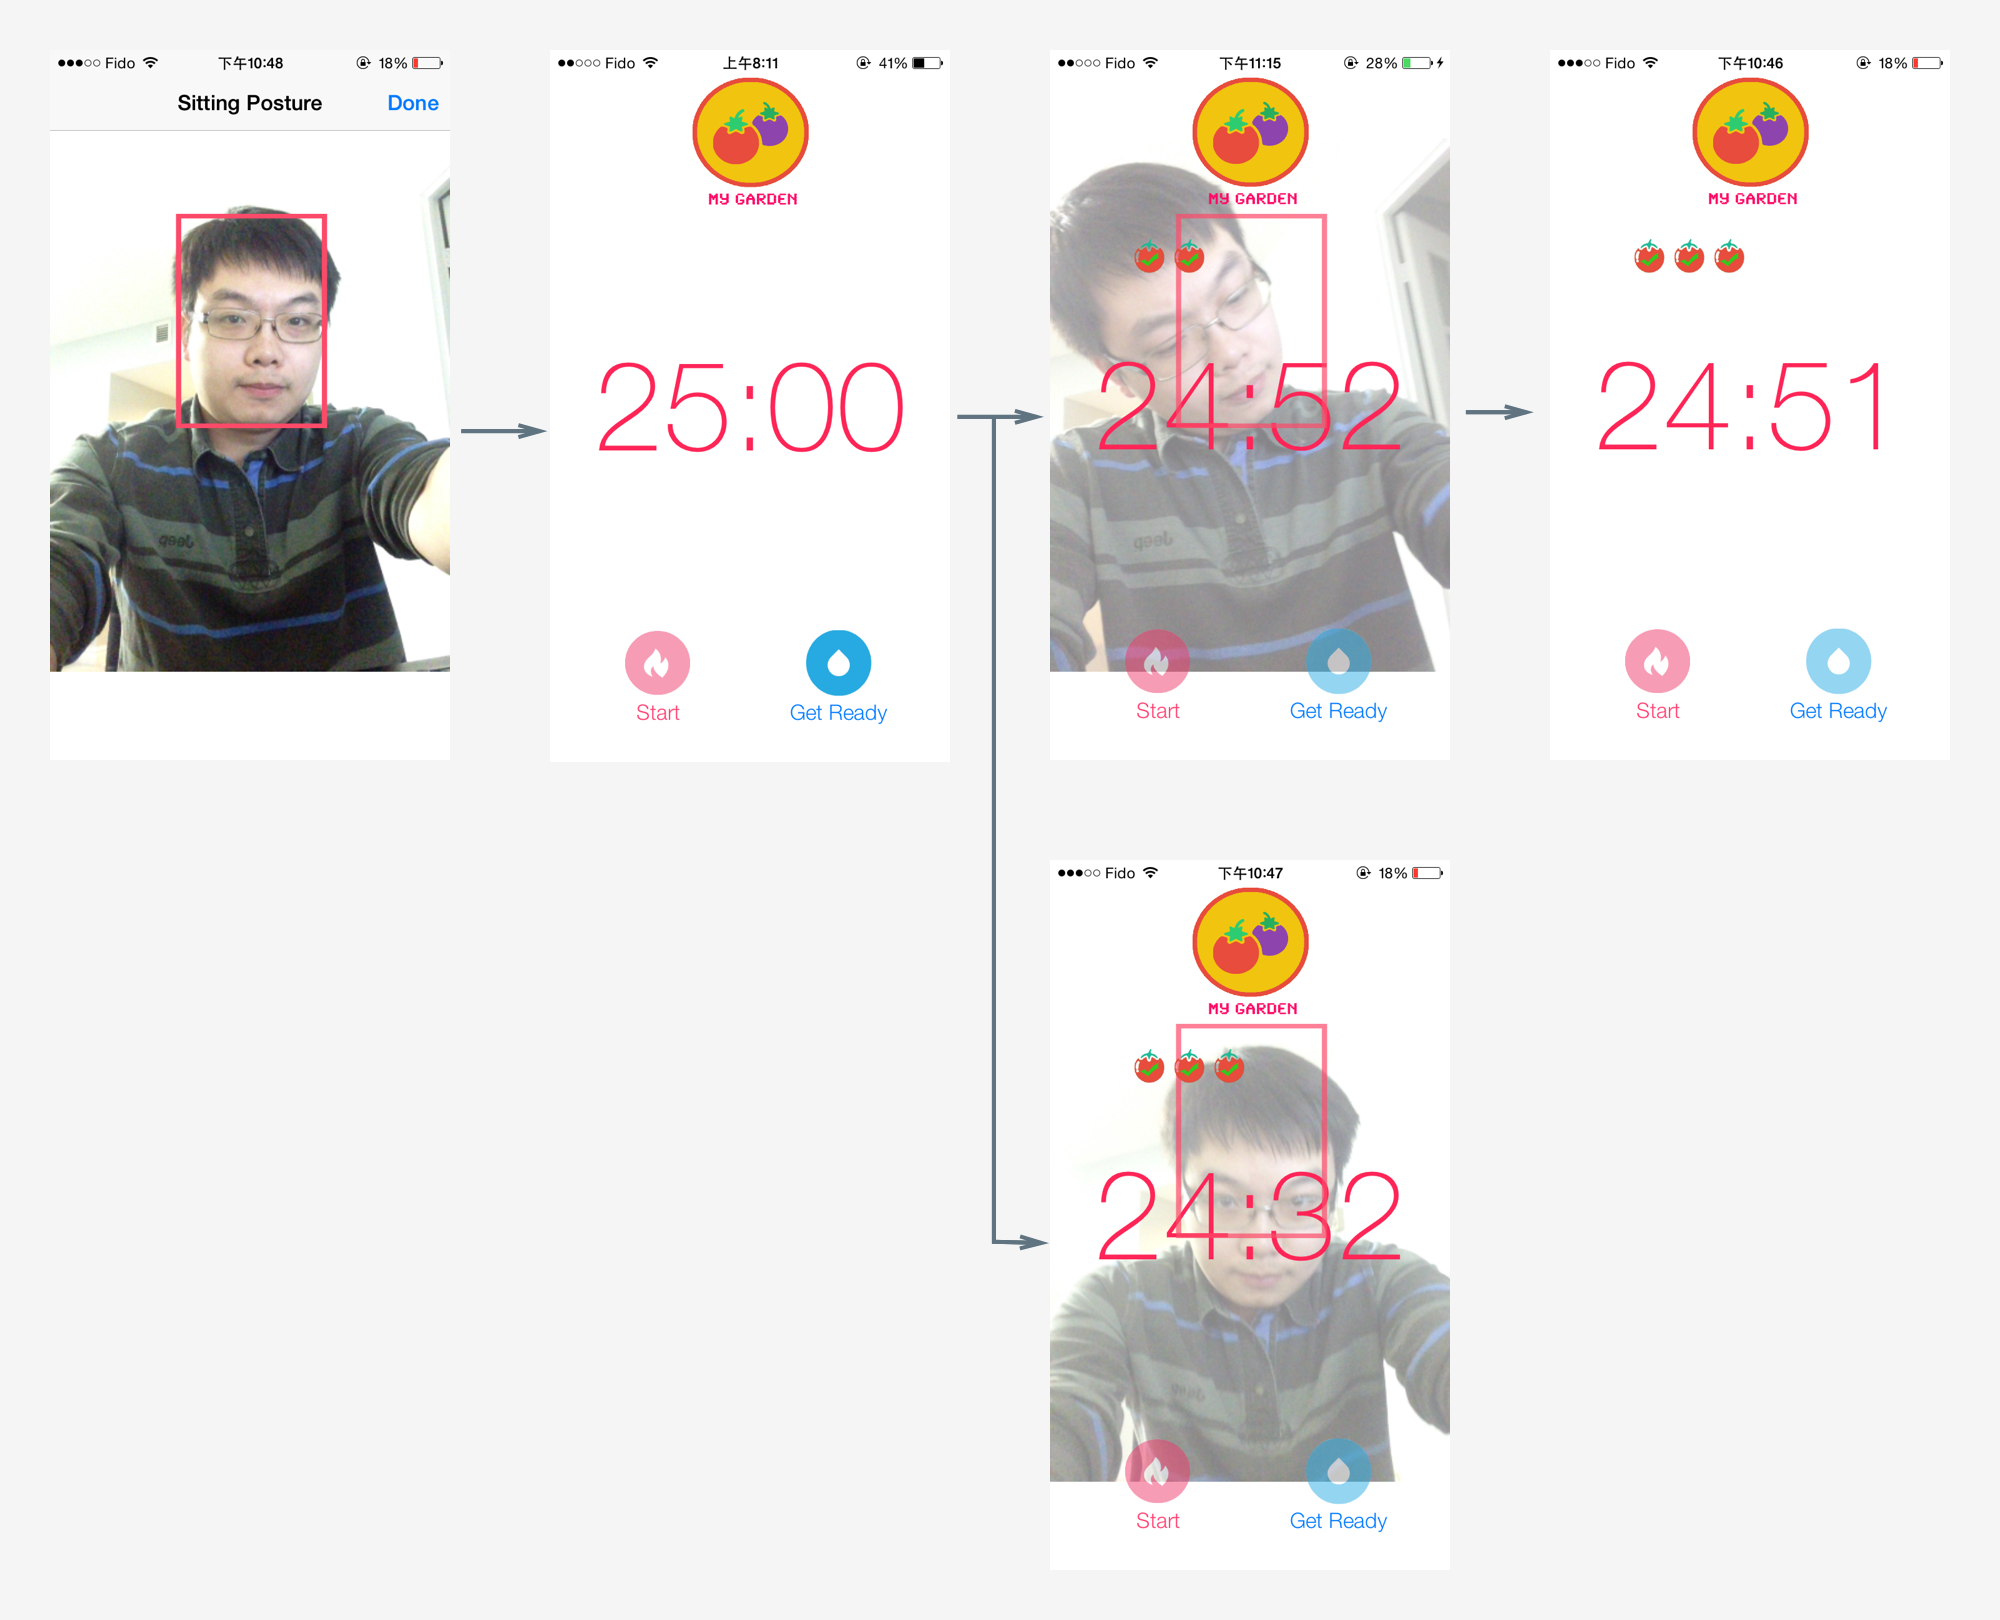 Fido 下午10:48 18%
Sitting Posture Done
Jeep
Fido 上午8:11 41%
MY GARDEN
25:00
Start Get Ready
Fido 下午11:15 28%
MY GARDEN
24:52
Jeep
Start Get Ready
Fido 下午10:46 18%
MY GARDEN
24:51
Start Get Ready
Fido 下午10:47 18%
MY GARDEN
24:32
Jeep
Start Get Ready